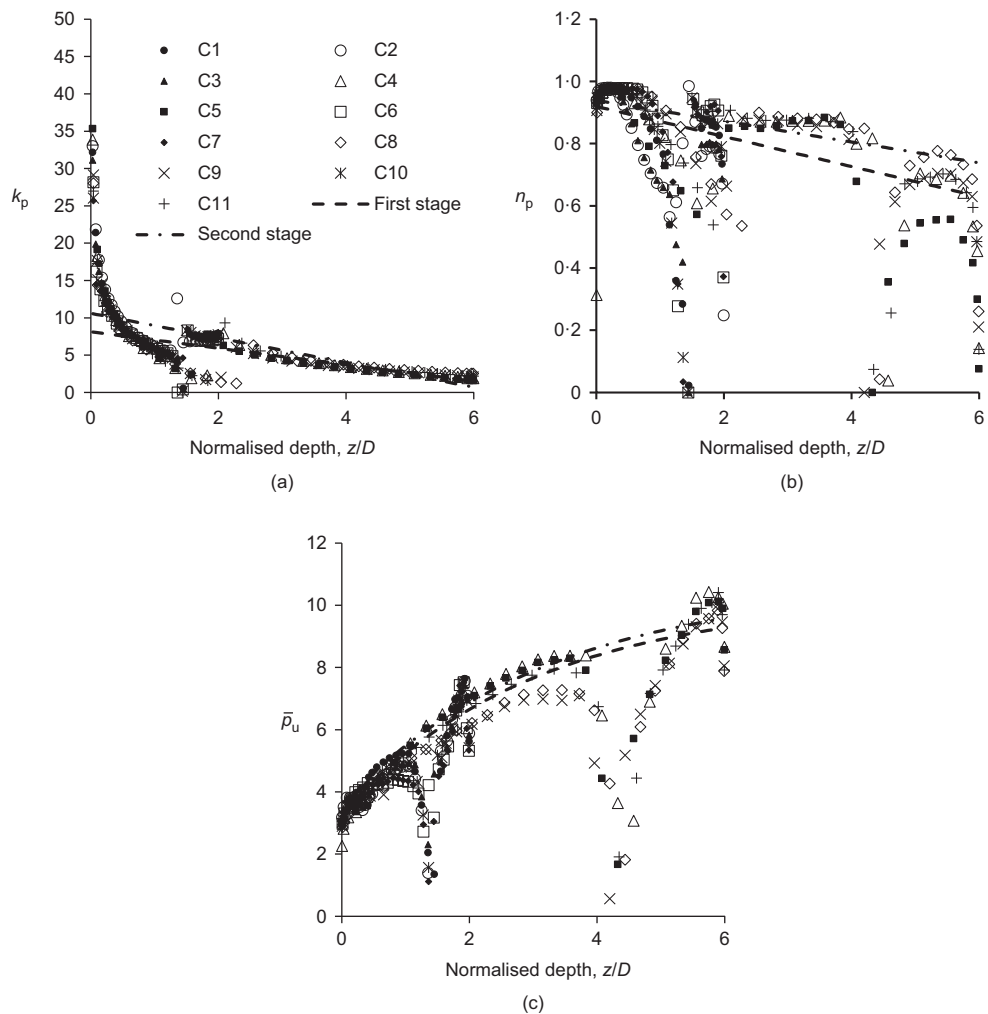 50
45
40
35
30
25
20
15
10
5
0
k_p
C1
C2
C3
C4
C5
C6
C7
C8
C9
C10
C11
First stage
Second stage
0 2 4 6
Normalised depth, z/D
(a)
1·2
1·0
0·8
0·6
0·4
0·2
0
n_p
0 2 4 6
Normalised depth, z/D
(b)
12
10
8
6
4
2
0
p̄_u
0 2 4 6
Normalised depth, z/D
(c)